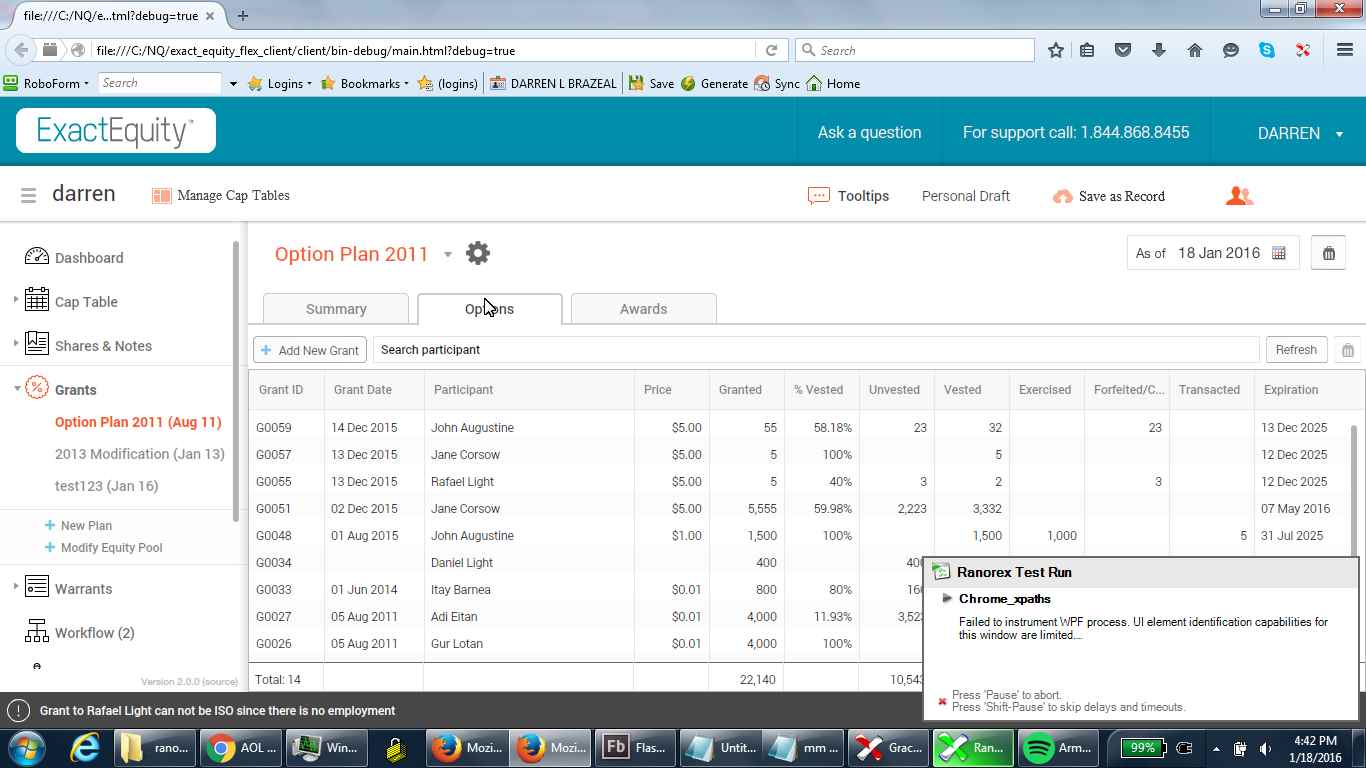 file:///C:/NQ/e...tml?debug=true
file:///C:/NQ/exact_equity_flex_client/client/bin-debug/main.html?debug=true
Search
RoboForm Search Logins Bookmarks (logins) DARREN L BRAZEAL Save Generate Sync Home
ExactEquity™ Ask a question For support call: 1.844.868.8455 DARREN
darren Manage Cap Tables Tooltips Personal Draft Save as Record
Dashboard
Cap Table
Shares & Notes
Grants
Option Plan 2011 (Aug 11)
2013 Modification (Jan 13)
test123 (Jan 16)
+ New Plan
+ Modify Equity Pool
Warrants
Workflow (2)
Version 2.0.0 (source)
Option Plan 2011 As of 18 Jan 2016
Summary Options Awards
+ Add New Grant Search participant Refresh
Grant ID Grant Date Participant Price Granted % Vested Unvested Vested Exercised Forfeited/C... Transacted Expiration
G0059 14 Dec 2015 John Augustine $5.00 55 58.18% 23 32 23 13 Dec 2025
G0057 13 Dec 2015 Jane Corsow $5.00 5 100% 5 12 Dec 2025
G0055 13 Dec 2015 Rafael Light $5.00 5 40% 3 2 3 12 Dec 2025
G0051 02 Dec 2015 Jane Corsow $5.00 5,555 59.98% 2,223 3,332 07 May 2016
G0048 01 Aug 2015 John Augustine $1.00 1,500 100% 1,500 1,000 5 31 Jul 2025
G0034 Daniel Light 400 400
G0033 01 Jun 2014 Itay Barnea $0.01 800 80% 160
G0027 05 Aug 2011 Adi Eitan $0.01 4,000 11.93% 3,523
G0026 05 Aug 2011 Gur Lotan $0.01 4,000 100%
Total: 14 22,140 10,543
Ranorex Test Run
Chrome_xpaths
Failed to instrument WPF process. UI element identification capabilities for
this window are limited...
Press 'Pause' to abort.
Press 'Shift-Pause' to skip delays and timeouts.
Grant to Rafael Light can not be ISO since there is no employment
rano... AOL ... Win... Mozi... Mozi... Fb Flas... Untit... mm ... Grac... Ran... Arm... 99% 4:42 PM
1/18/2016